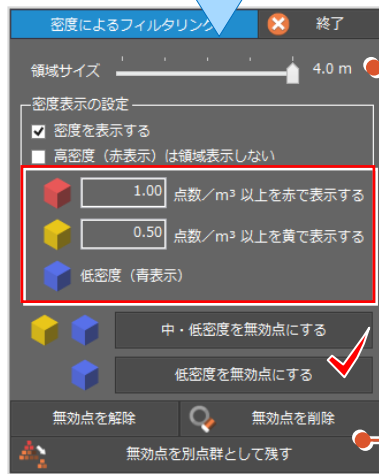 密度によるフィルタリング
終了
領域サイズ 4.0 m
密度表示の設定
密度を表示する
高密度（赤表示）は領域表示しない
1.00 点数／m³ 以上を赤で表示する
0.50 点数／m³ 以上を黄で表示する
低密度（青表示）
中・低密度を無効点にする
低密度を無効点にする
無効点を解除 無効点を削除
無効点を別点群として残す